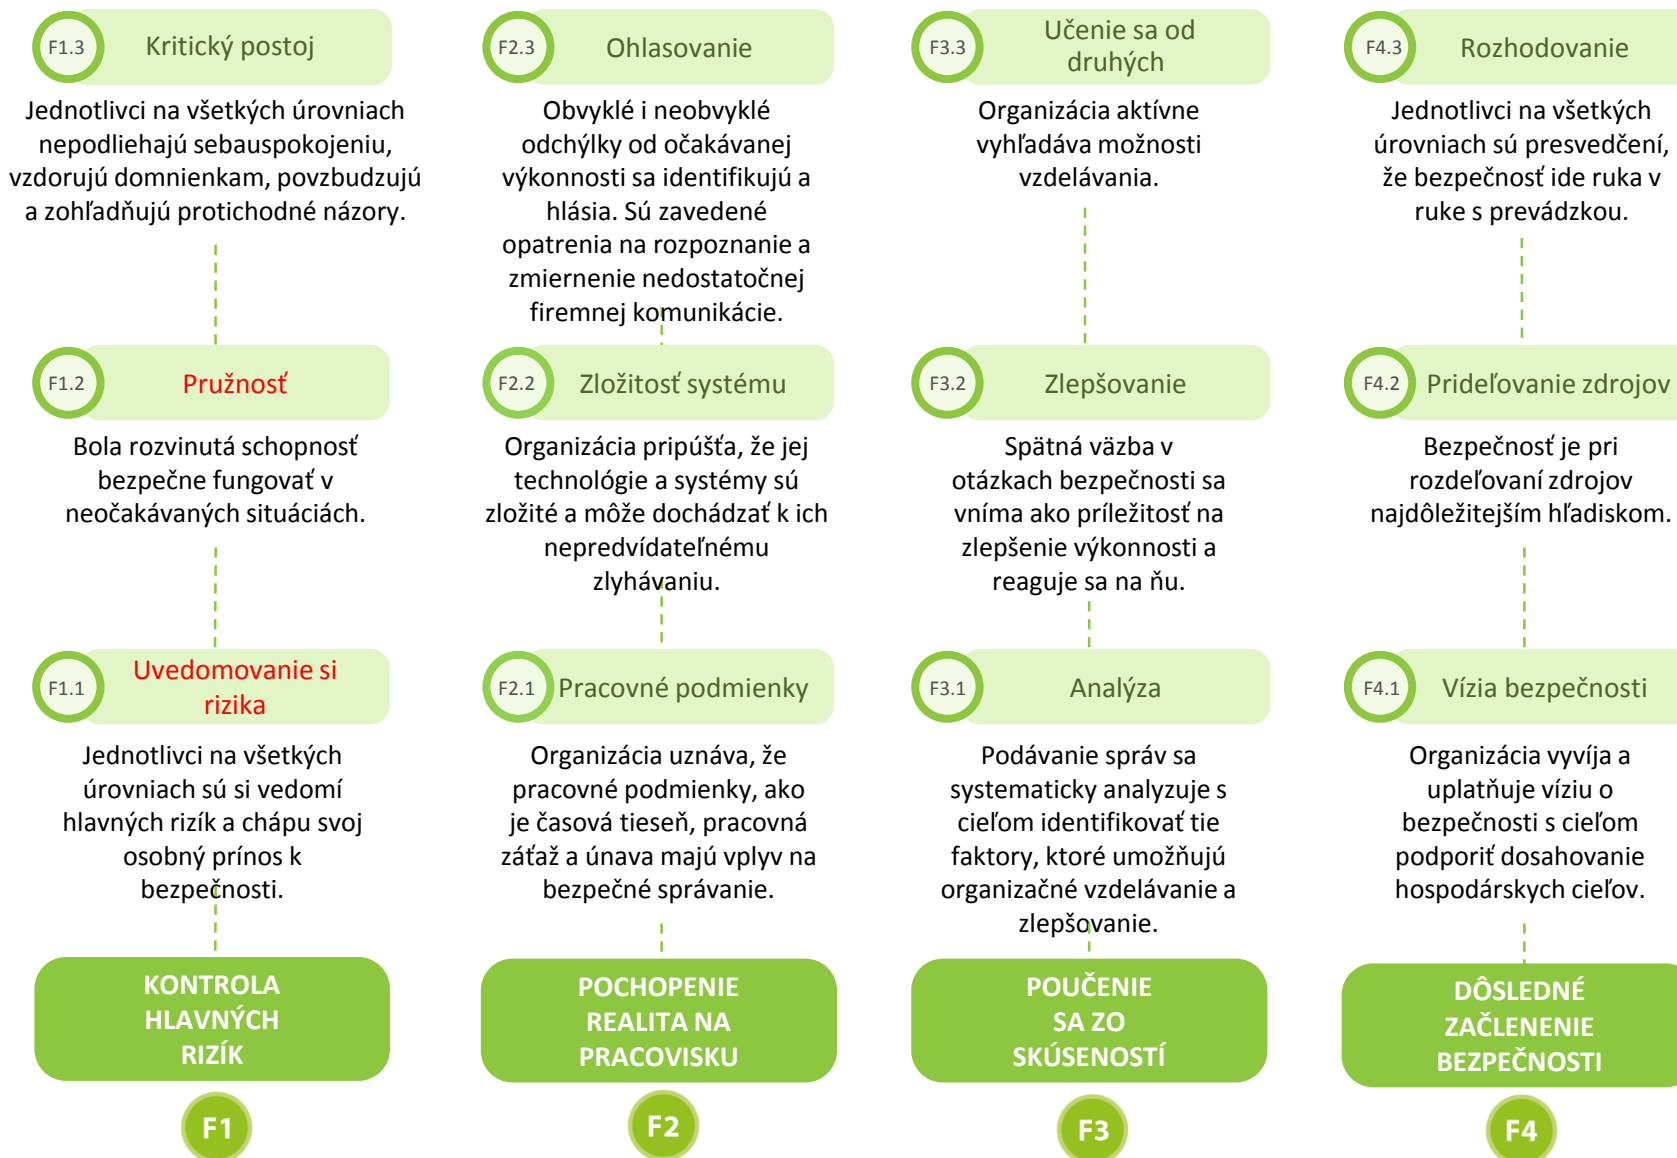 F1.3
Kritický postoj
Jednotlivci na všetkých úrovniach
nepodliehajú sebauspokojeniu,
vzdorujú domnienkam, povzbudzujú
a zohľadňujú protichodné názory.
F1.2
Pružnosť
Bola rozvinutá schopnosť
bezpečne fungovať v
neočakávaných situáciách.
F1.1
Uvedomovanie si
rizika
Jednotlivci na všetkých
úrovniach sú si vedomí
hlavných rizík a chápu svoj
osobný prínos k
bezpečnosti.
KONTROLA
HLAVNÝCH
RIZÍK
F1
F2.3
Ohlasovanie
Obvyklé i neobvyklé
odchýlky od očakávanej
výkonnosti sa identifikujú a
hlásia. Sú zavedené
opatrenia na rozpoznanie a
zmiernenie nedostatočnej
firemnej komunikácie.
F2.2
Zložitosť systému
Organizácia pripúšťa, že jej
technológie a systémy sú
zložité a môže dochádzať k ich
nepredvídateľnému
zlyhávaniu.
F2.1
Pracovné podmienky
Organizácia uznáva, že
pracovné podmienky, ako
je časová tieseň, pracovná
záťaž a únava majú vplyv na
bezpečné správanie.
POCHOPENIE
REALITA NA
PRACOVISKU
F2
F3.3
Učenie sa od
druhých
Organizácia aktívne
vyhľadáva možnosti
vzdelávania.
F3.2
Zlepšovanie
Spätná väzba v
otázkach bezpečnosti sa
vníma ako príležitosť na
zlepšenie výkonnosti a
reaguje sa na ňu.
F3.1
Analýza
Podávanie správ sa
systematicky analyzuje s
cieľom identifikovať tie
faktory, ktoré umožňujú
organizačné vzdelávanie a
zlepšovanie.
POUČENIE
SA ZO
SKÚSENOSTÍ
F3
F4.3
Rozhodovanie
Jednotlivci na všetkých
úrovniach sú presvedčení,
že bezpečnosť ide ruka v
ruke s prevádzkou.
F4.2
Prideľovanie zdrojov
Bezpečnosť je pri
rozdeľovaní zdrojov
najdôležitejším hľadiskom.
F4.1
Vízia bezpečnosti
Organizácia vyvíja a
uplatňuje víziu o
bezpečnosti s cieľom
podporiť dosahovanie
hospodárskych cieľov.
DÔSLEDNÉ
ZAČLENENIE
BEZPEČNOSTI
F4